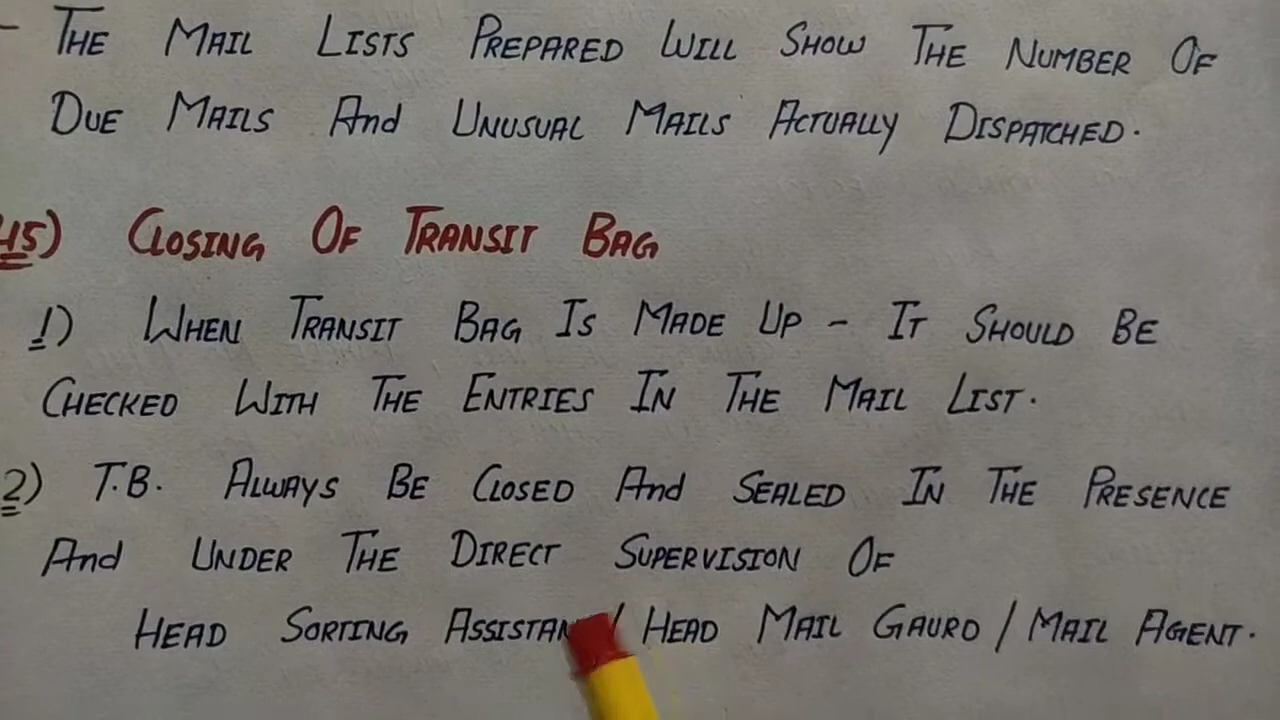 - THE MAIL LISTS PREPARED WILL SHOW THE NUMBER OF
DUE MAILS And UNUSUAL MAILS ACTUALLY DISPATCHED.
45) CLOSING OF TRANSIT BAG
1) WHEN TRANSIT BAG IS MADE UP - IT SHOULD BE
CHECKED WITH THE ENTRIES IN THE MAIL LIST.
2) T.B. ALWAYS BE CLOSED And SEALED IN THE PRESENCE
And UNDER THE DIRECT SUPERVISION OF
HEAD SORTING ASSISTANT/ HEAD MAIL GAURD / MAIL AGENT.